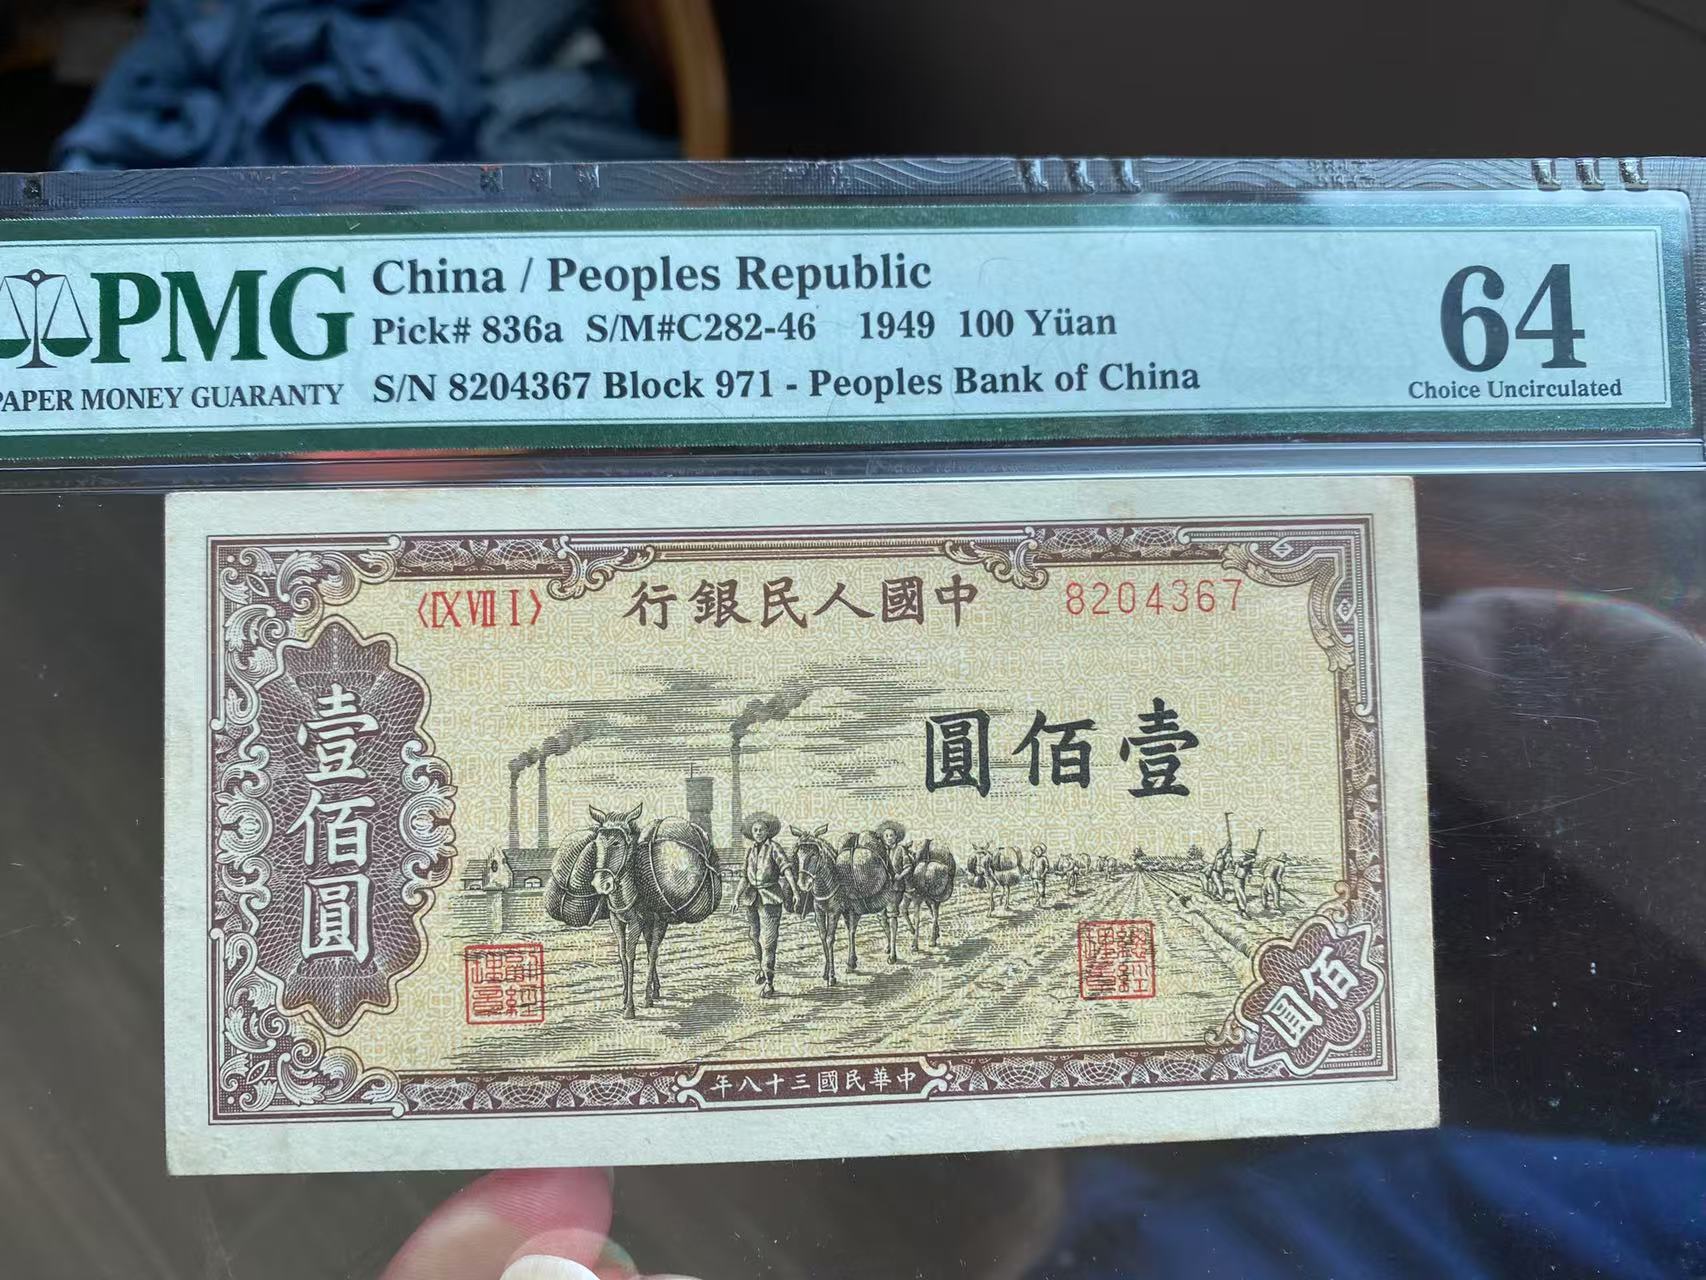 PMG
PAPER MONEY GUARANTY
China / Peoples Republic
Pick# 836a S/M#C282-46 1949 100 Yüan
S/N 8204367 Block 971 - Peoples Bank of China
64
Choice Uncirculated
〈IX VII I〉
行銀民人國中
8204367
圓佰壹
壹佰圓
佰圓
年八十三國民華中